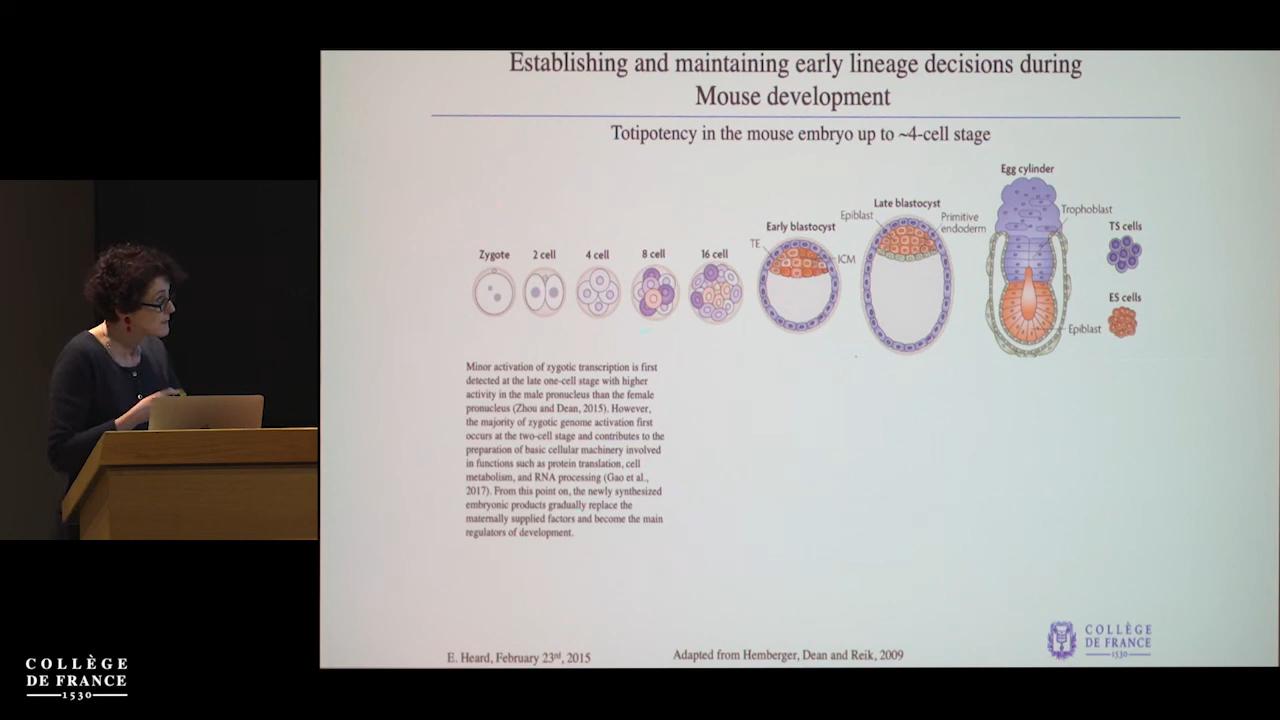 Establishing and maintaining early lineage decisions during
Mouse development
Totipotency in the mouse embryo up to ~4-cell stage
Zygote
2 cell
4 cell
8 cell
16 cell
Early blastocyst
TE
ICM
Late blastocyst
Epiblast
Primitive
endoderm
Egg cylinder
Trophoblast
Epiblast
TS cells
ES cells
Minor activation of zygotic transcription is first
detected at the late one-cell stage with higher
activity in the male pronucleus than the female
pronucleus (Zhou and Dean, 2015). However,
the majority of zygotic genome activation first
occurs at the two-cell stage and contributes to the
preparation of basic cellular machinery involved
in functions such as protein translation, cell
metabolism, and RNA processing (Gao et al.,
2017). From this point on, the newly synthesized
embryonic products gradually replace the
maternally supplied factors and become the main
regulators of development.
E. Heard, February 23rd, 2015
Adapted from Hemberger, Dean and Reik, 2009
COLLÈGE
DE FRANCE
1530
COLLÈGE
DE FRANCE
1530